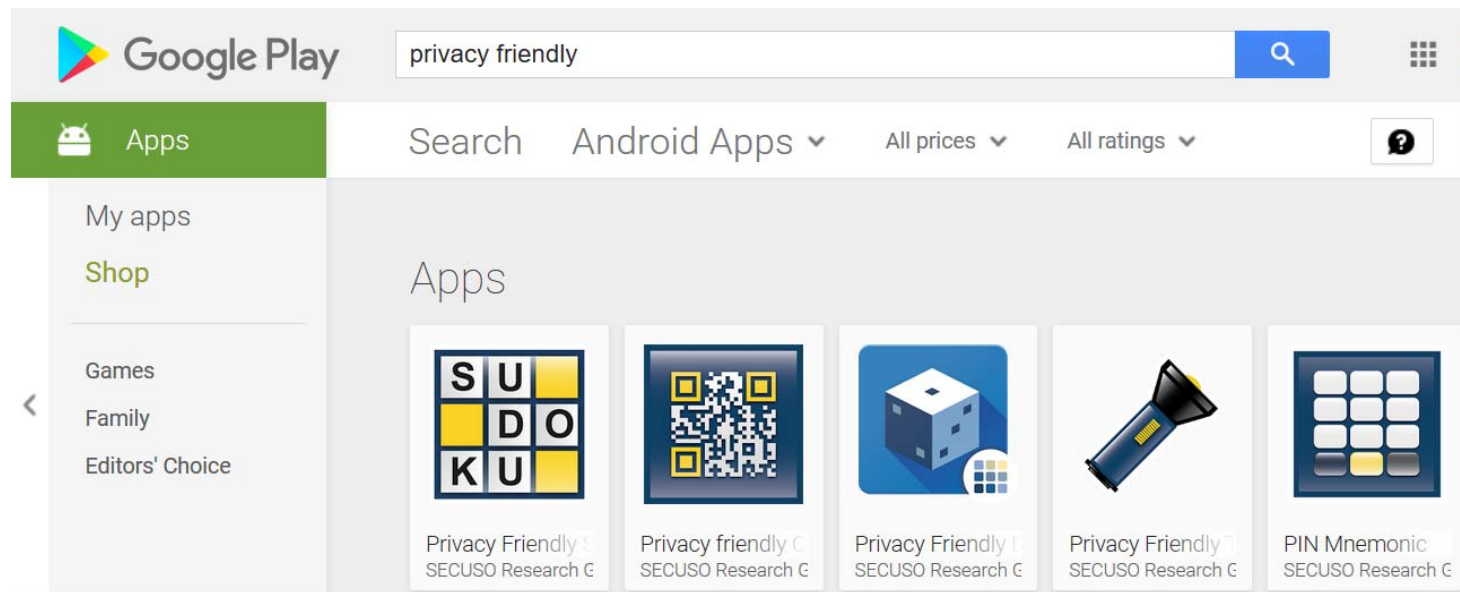 Google Play
privacy friendly
Apps
Search
Android Apps
All prices
All ratings
My apps
Shop
Games
Family
Editors' Choice
Apps
S U
D O
K U
Privacy Friendly
SECUSO Research G
Privacy friendly
SECUSO Research G
Privacy Friendly
SECUSO Research G
Privacy Friendly
SECUSO Research G
PIN Mnemonic
SECUSO Research G